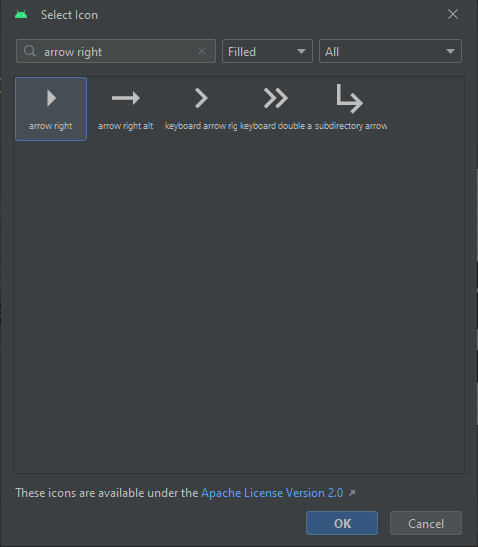 Select Icon
arrow right
Filled
All
arrow right
arrow right alt
keyboard arrow rig
keyboard double a
subdirectory arrow
These icons are available under the Apache License Version 2.0
OK
Cancel